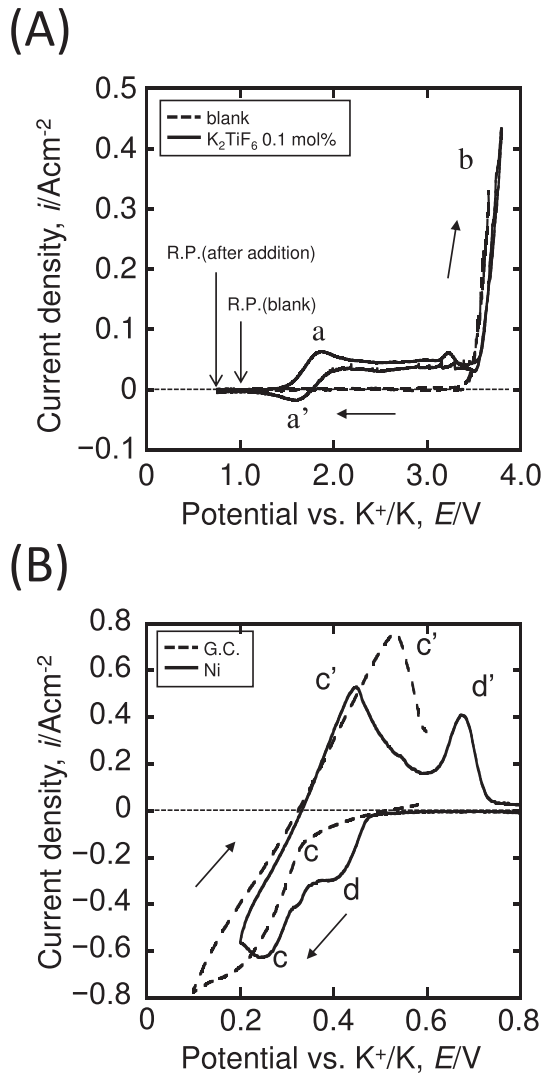 (A)
0.5
0.4
0.3
0.2
0.1
0
−0.1
Current density, i/Acm⁻²
blank
K₂TiF₆ 0.1 mol%
b
R.P.(after addition)
R.P.(blank)
a
a'
0 1.0 2.0 3.0 4.0
Potential vs. K⁺/K, E/V
(B)
0.8
0.6
0.4
0.2
0
−0.2
−0.4
−0.6
−0.8
Current density, i/Acm⁻²
G.C.
Ni
c' c'
d'
c
d
c
0 0.2 0.4 0.6 0.8
Potential vs. K⁺/K, E/V